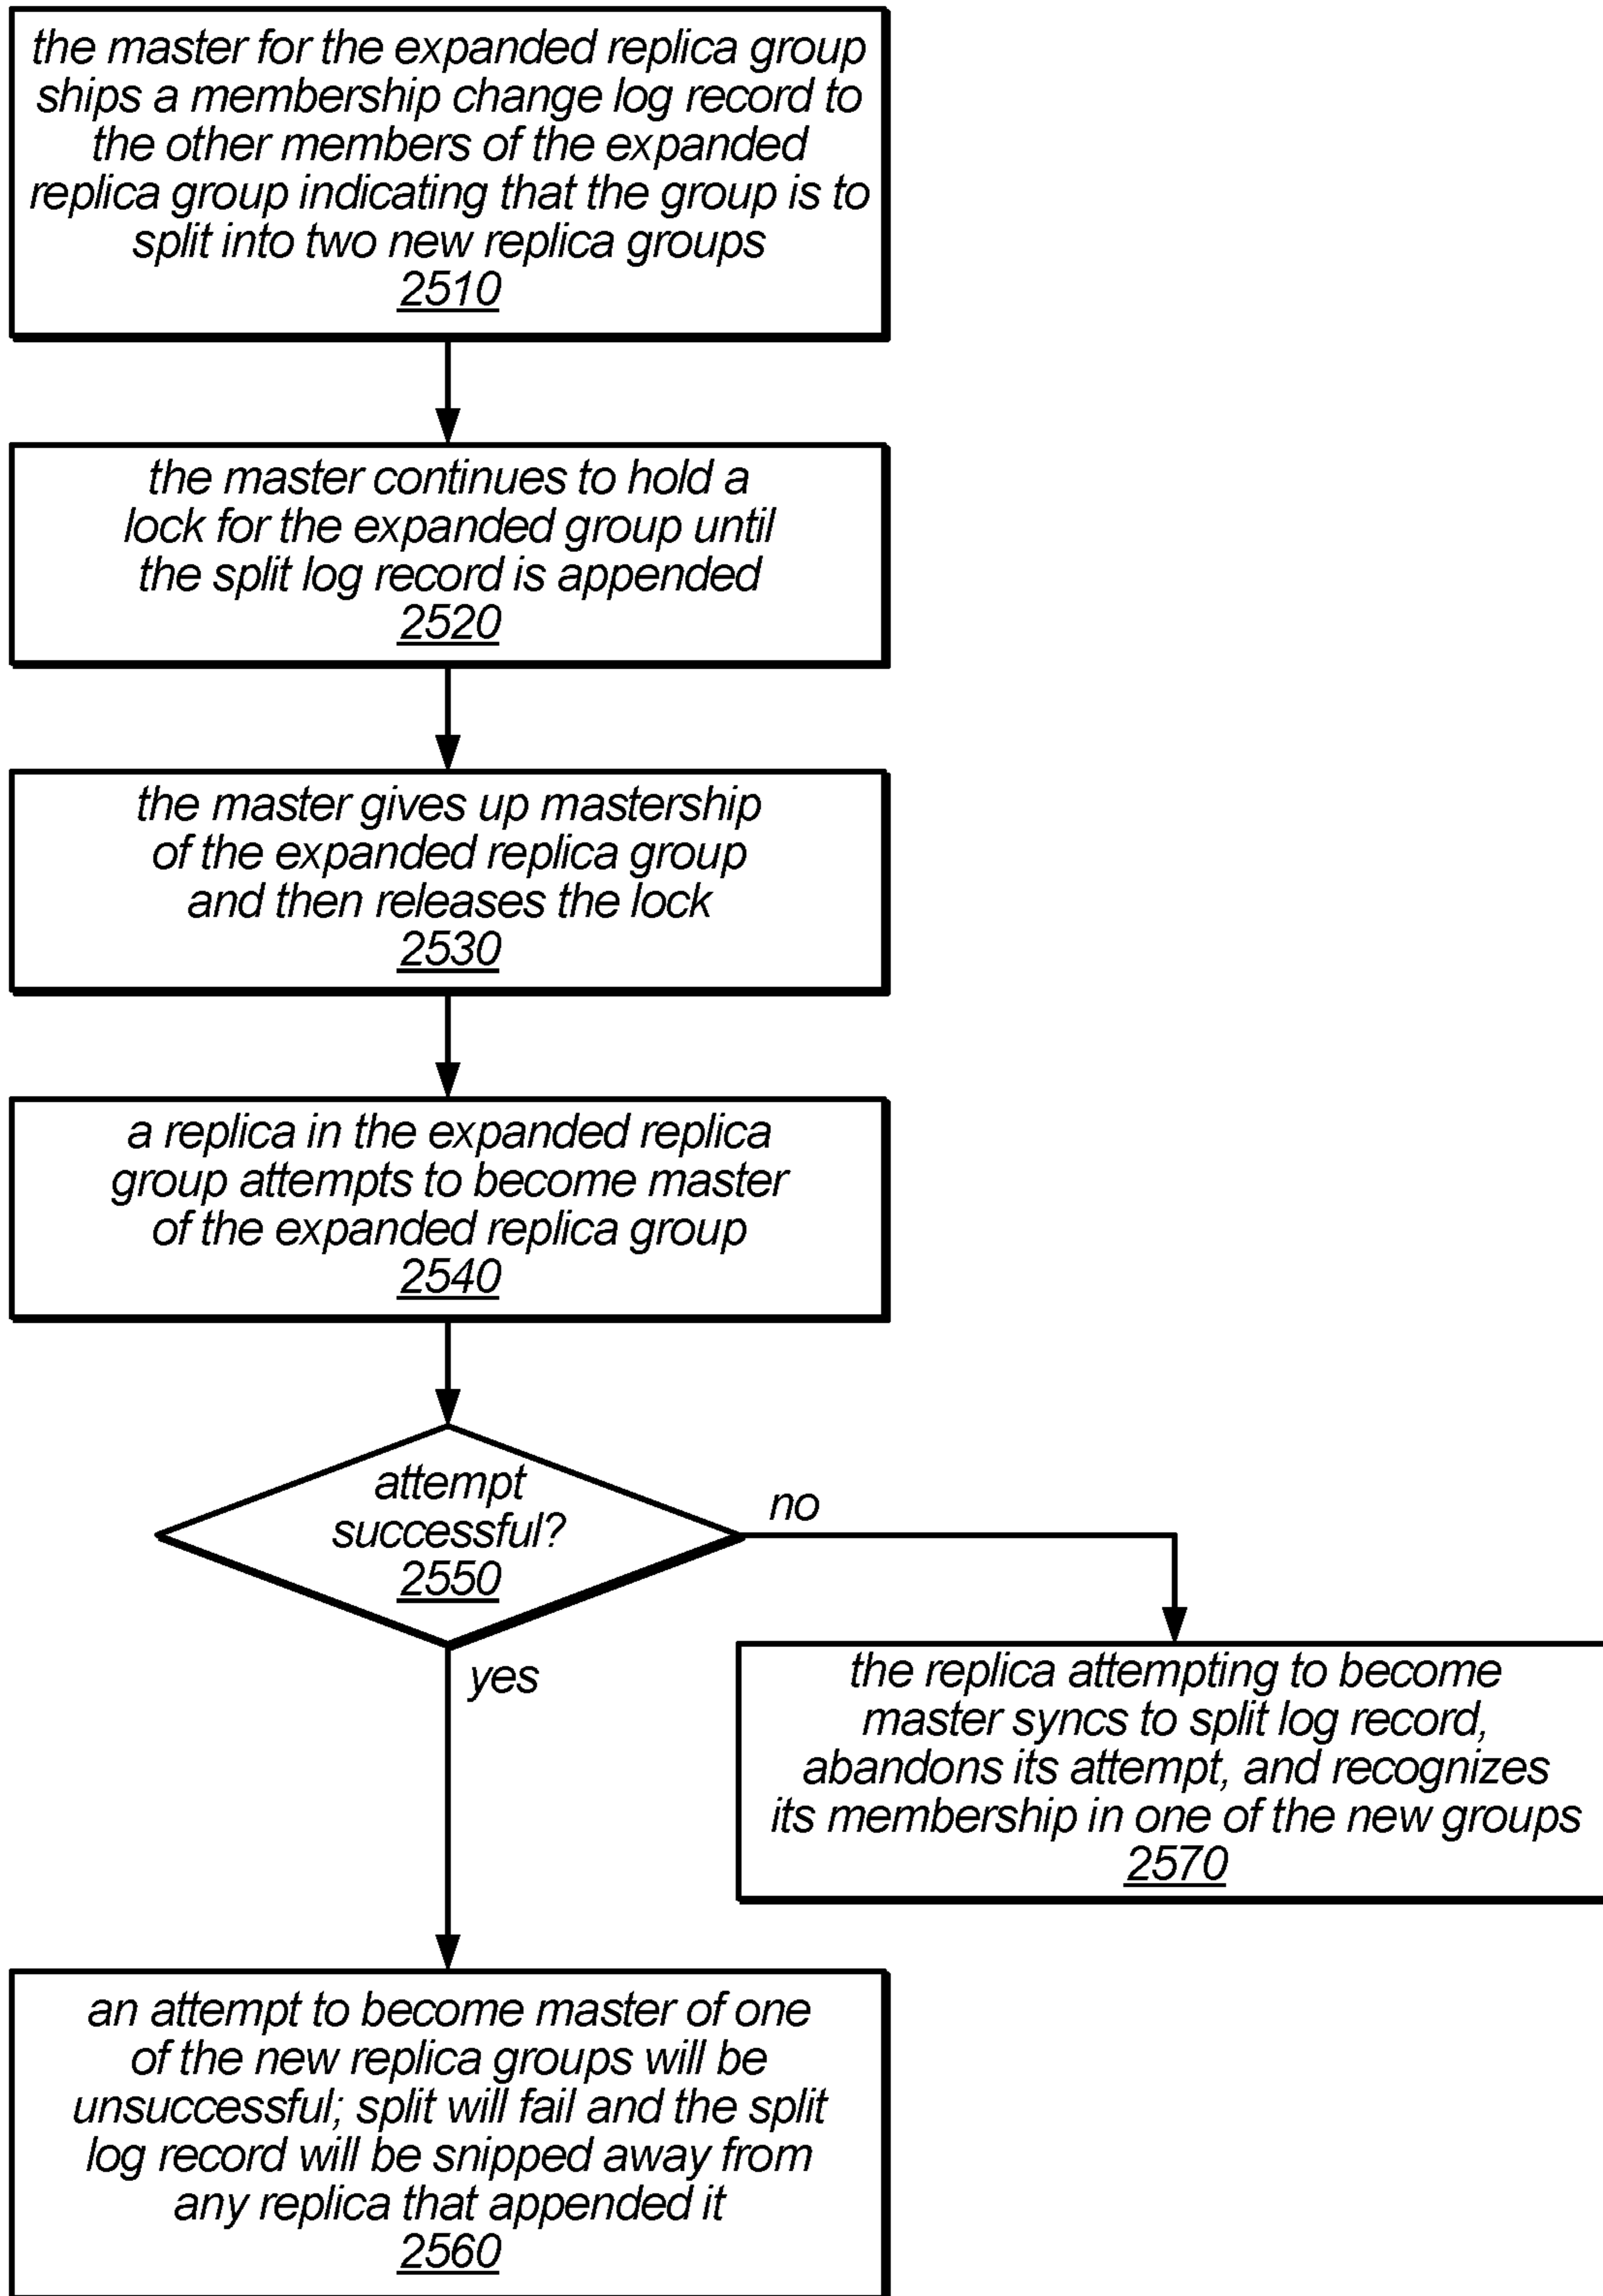 the master for the expanded replica group
ships a membership change log record to
the other members of the expanded
replica group indicating that the group is to
split into two new replica groups
2510
the master continues to hold a
lock for the expanded group until
the split log record is appended
2520
the master gives up mastership
of the expanded replica group
and then releases the lock
2530
a replica in the expanded replica
group attempts to become master
of the expanded replica group
2540
attempt
successful?
2550
no
yes
the replica attempting to become
master syncs to split log record,
abandons its attempt, and recognizes
its membership in one of the new groups
2570
an attempt to become master of one
of the new replica groups will be
unsuccessful; split will fail and the split
log record will be snipped away from
any replica that appended it
2560